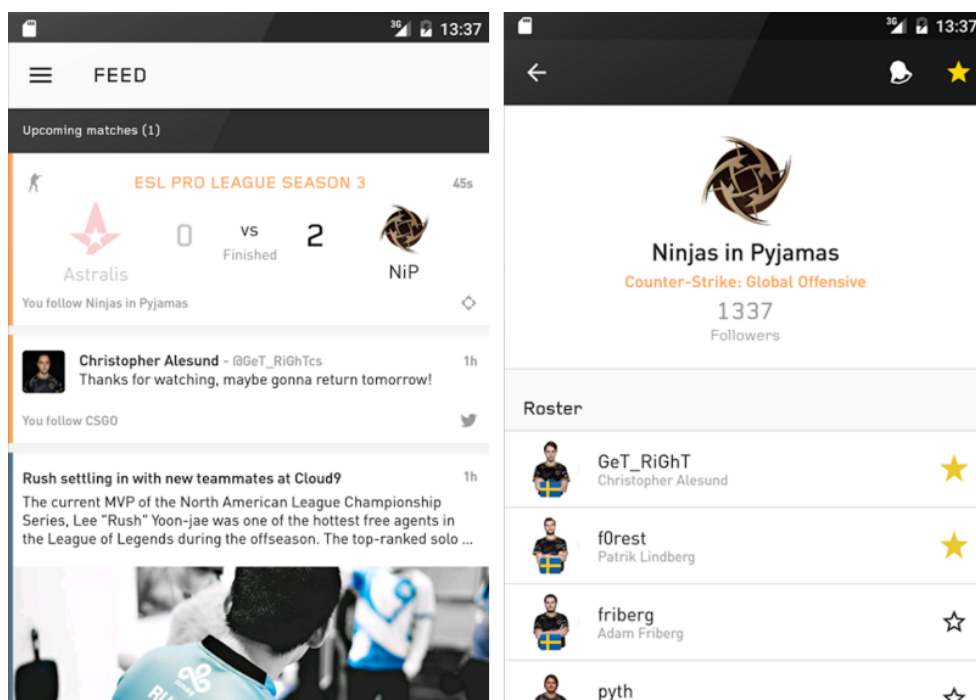 3G 13:37
FEED
Upcoming matches (1)
ESL PRO LEAGUE SEASON 3
45s
0 vs 2
Finished
Astralis
NiP
You follow Ninjas in Pyjamas
Christopher Alesund - @GeT_RiGhTcs 1h
Thanks for watching, maybe gonna return tomorrow!
You follow CSGO
Rush settling in with new teammates at Cloud9 1h
The current MVP of the North American League Championship
Series, Lee "Rush" Yoon-jae was one of the hottest free agents in
the League of Legends during the offseason. The top-ranked solo ...
3G 13:37
Ninjas in Pyjamas
Counter-Strike: Global Offensive
1337
Followers
Roster
GeT_RiGhT
Christopher Alesund
f0rest
Patrik Lindberg
friberg
Adam Friberg
pyth